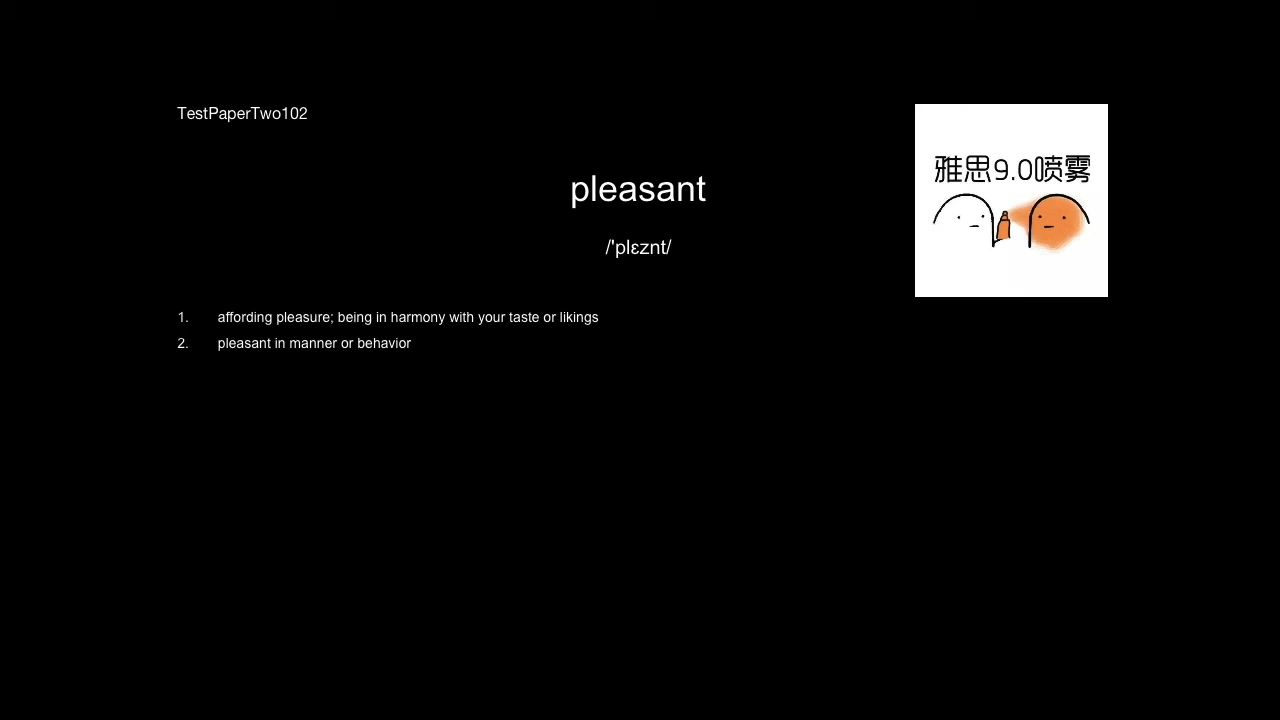 TestPaperTwo102
雅思9.0喷雾
pleasant
/'plɛznt/
1. affording pleasure; being in harmony with your taste or likings
2. pleasant in manner or behavior